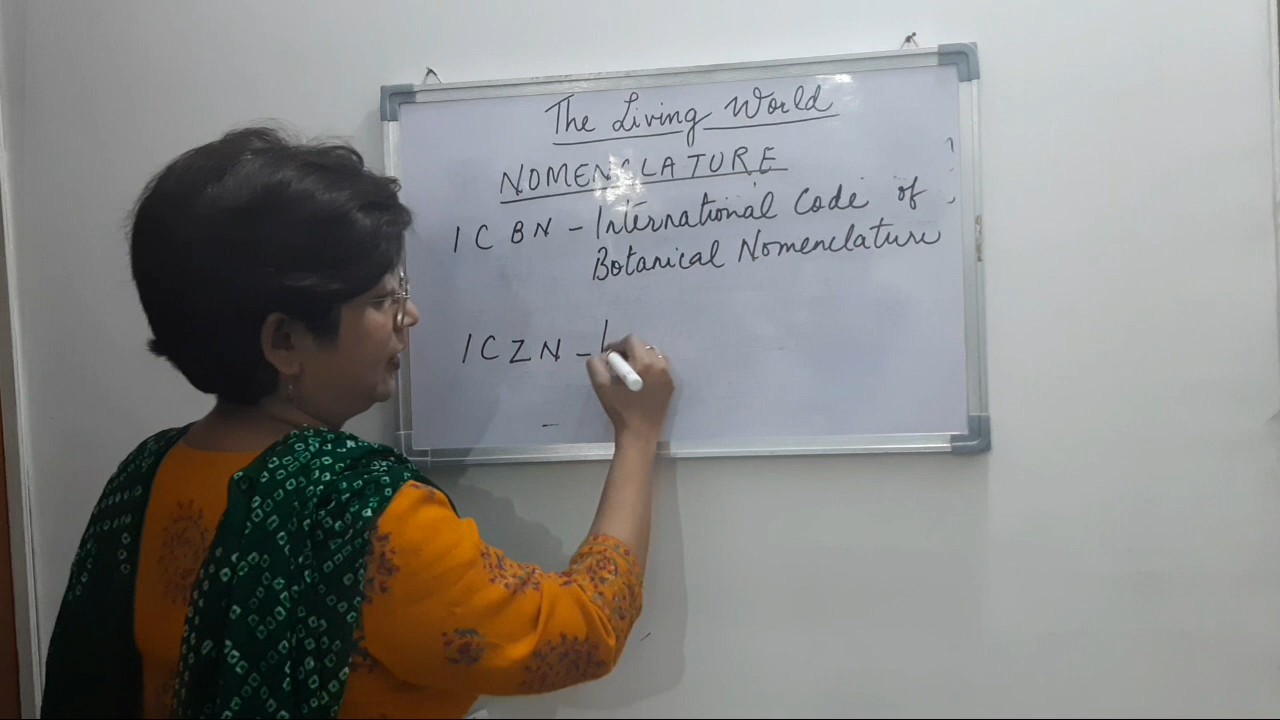 The Living World
NOMENCLATURE
ICBN - International Code of
Botanical Nomenclature
ICZN - I